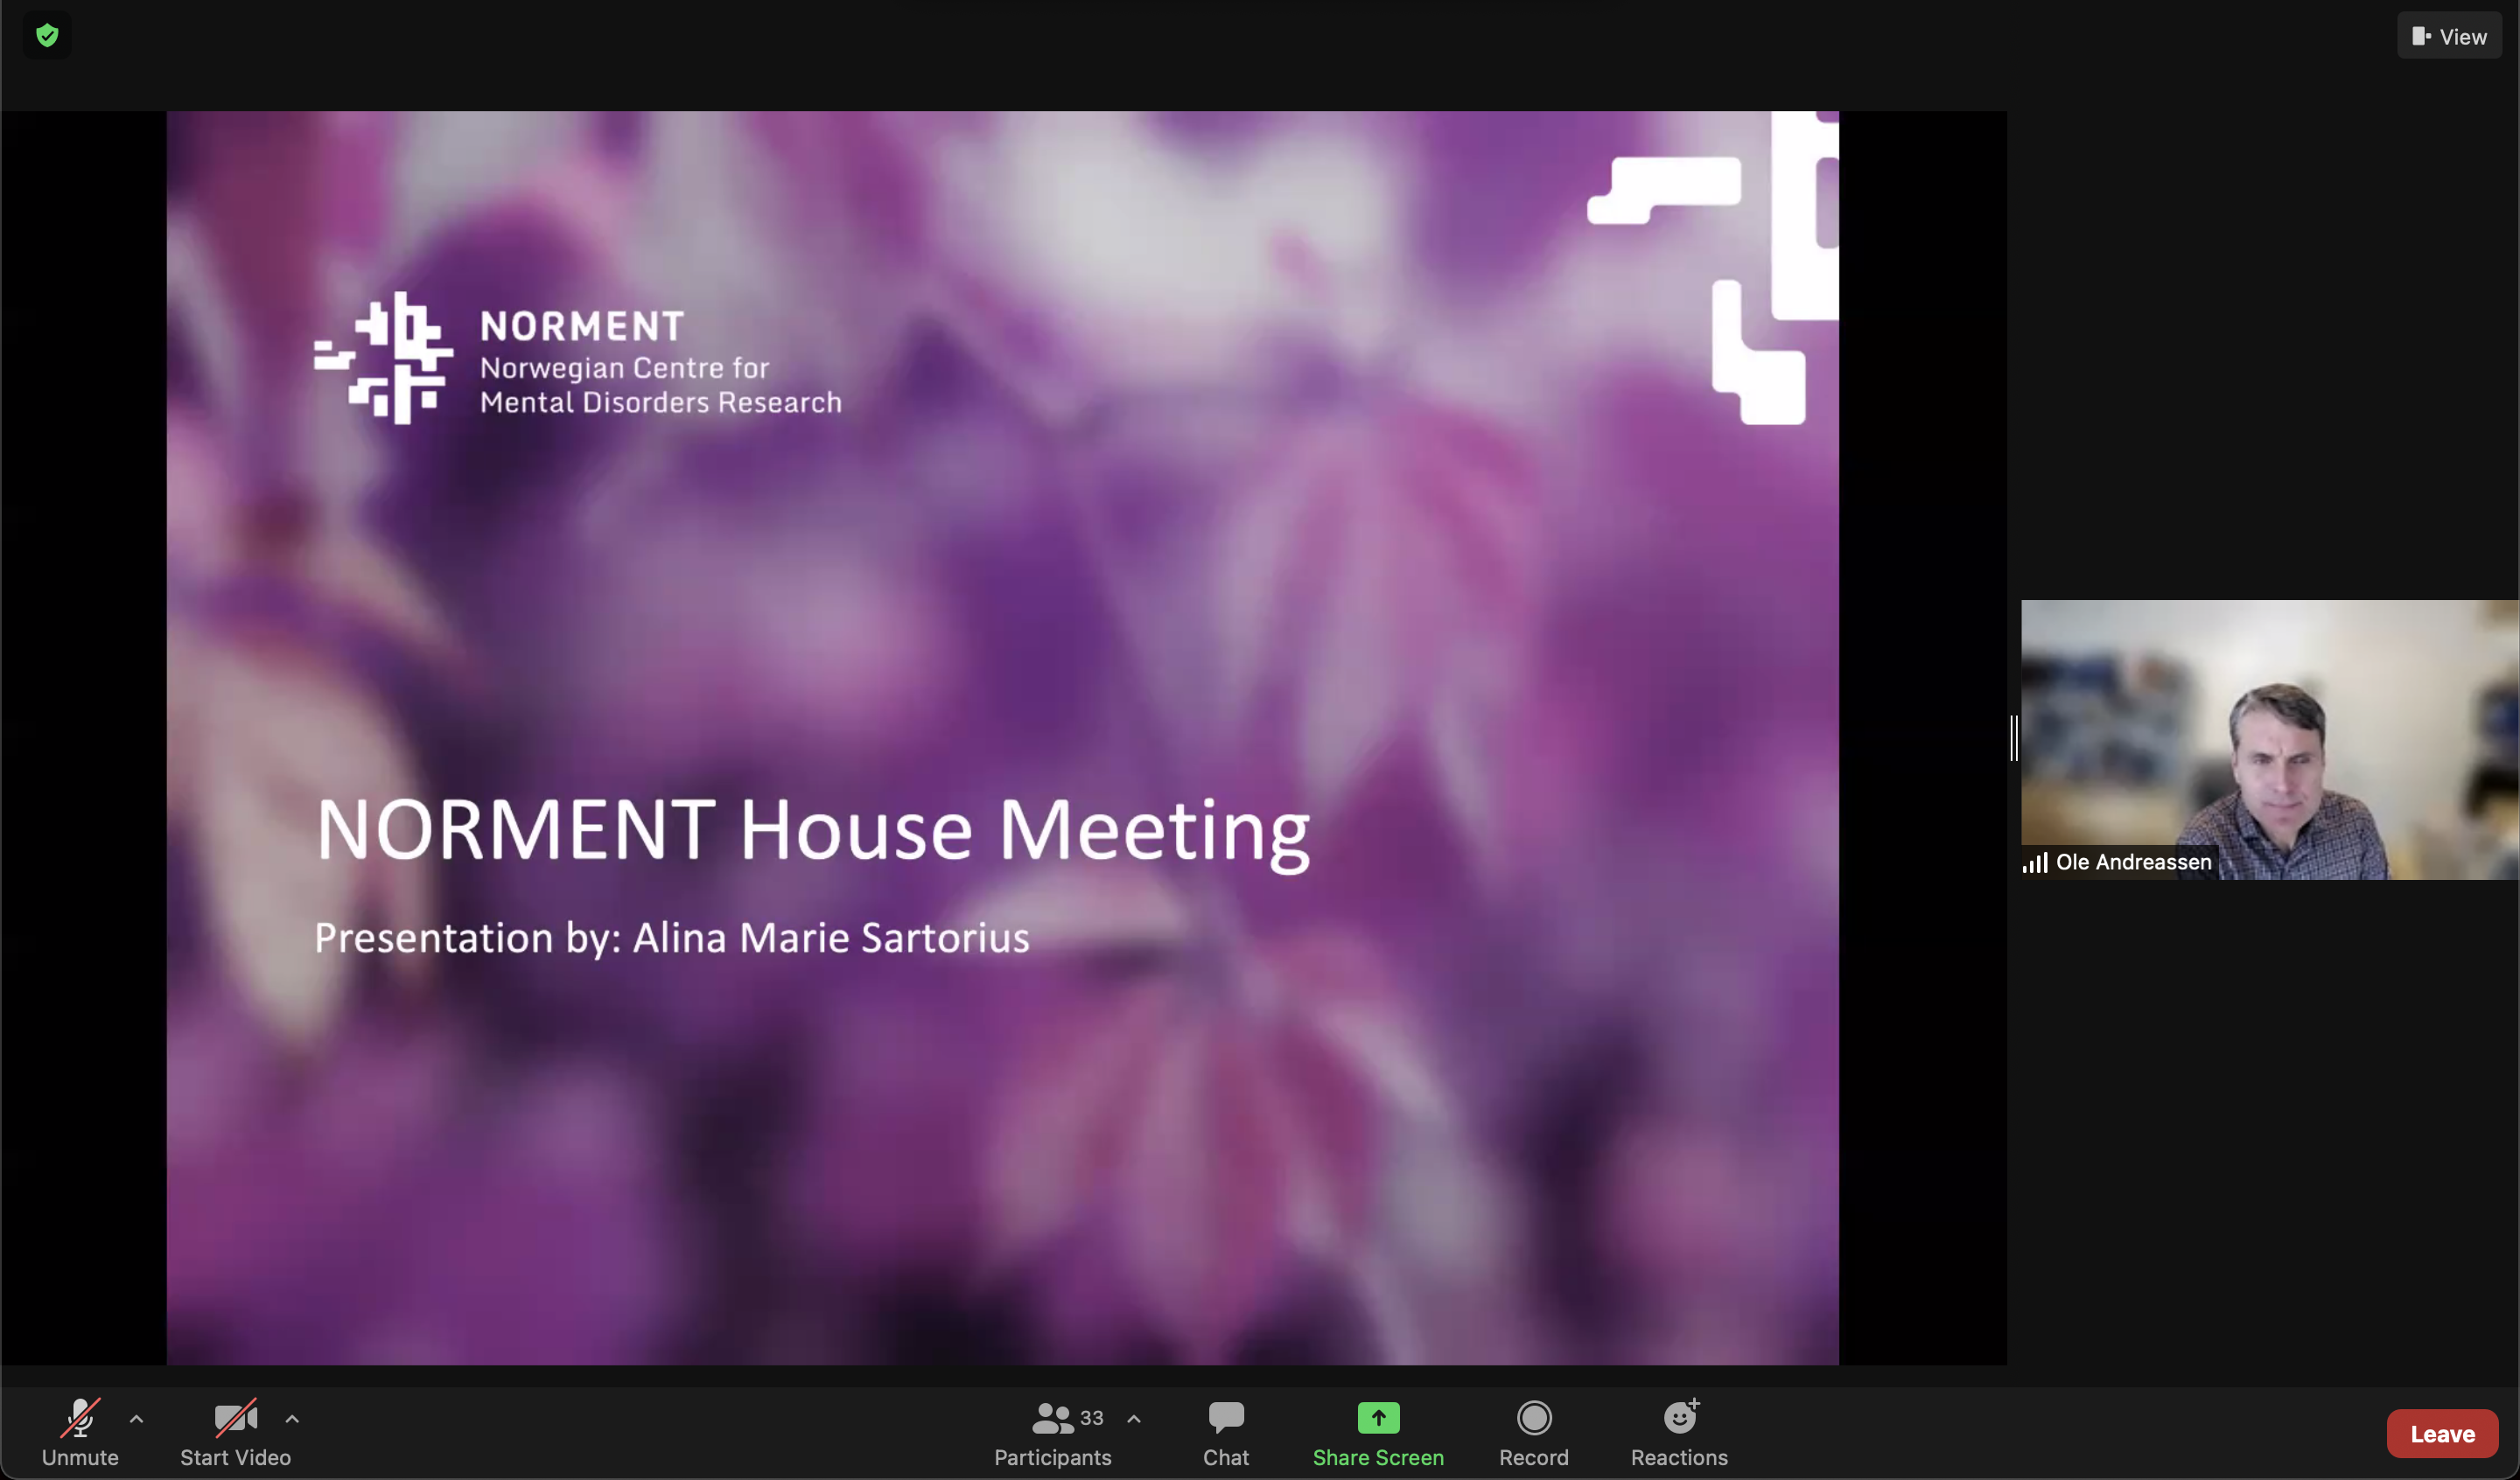 View
NORMENT
Norwegian Centre for
Mental Disorders Research
NORMENT House Meeting
Presentation by: Alina Marie Sartorius
Ole Andreassen
Unmute
Start Video
33
Participants
Chat
Share Screen
Record
Reactions
Leave